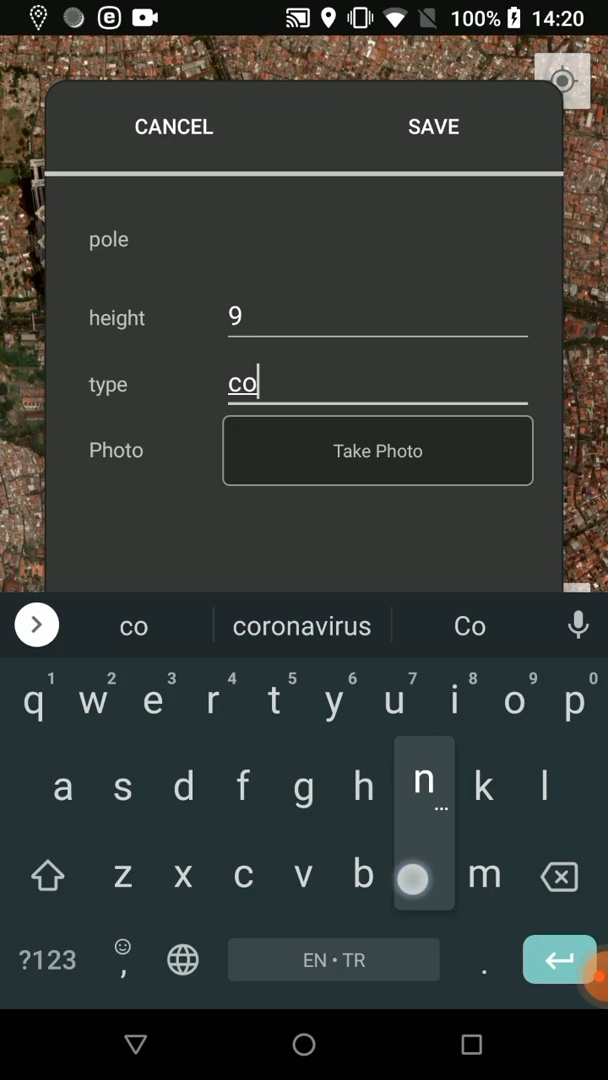 100% 14:20
CANCEL SAVE
pole
height 9
type co
Photo Take Photo
co coronavirus Co
1 2 3 4 5 6 7 8 9 0
q w e r t y u i o p
a s d f g h n k l
z x c v b m
?123 , EN • TR .